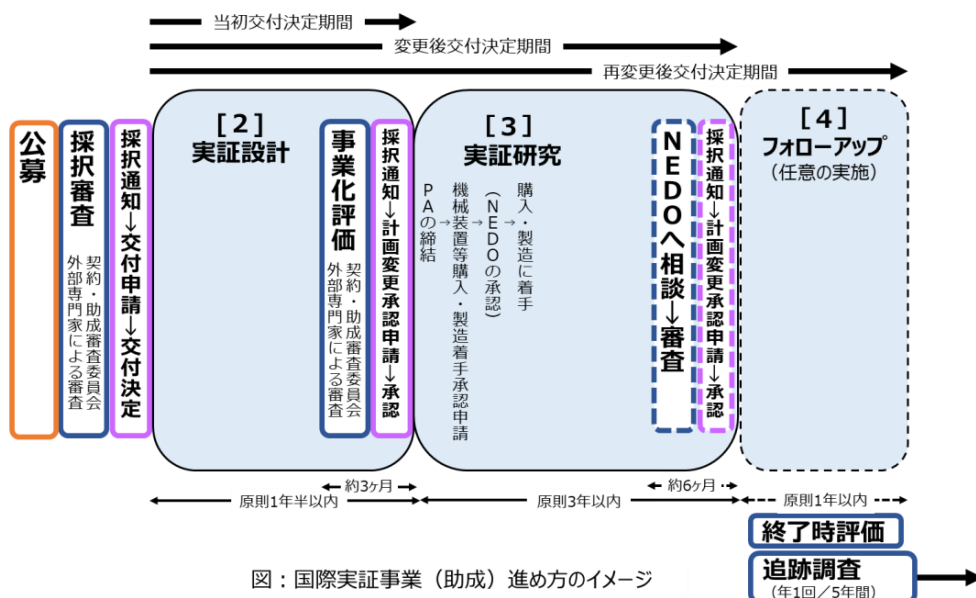 当初交付決定期間
変更後交付決定期間
再変更後交付決定期間
公募
採択審査
契約・助成審査委員会
外部専門家による審査
採択通知→交付申請→交付決定
[2]
実証設計
事業化評価
契約・助成審査委員会
外部専門家による審査
採択通知→計画変更承認申請→承認
[3]
実証研究
PAの締結
→
機械装置等購入・製造着手承認申請
→
(NEDOの承認)
→
購入・製造に着手
NEDOへ相談→審査
採択通知→計画変更承認申請→承認
[4]
フォローアップ
(任意の実施)
約3ヶ月
原則1年半以内
約6ヶ月
原則3年以内
原則1年以内
終了時評価
追跡調査
(年1回/5年間)
図:国際実証事業(助成)進め方のイメージ